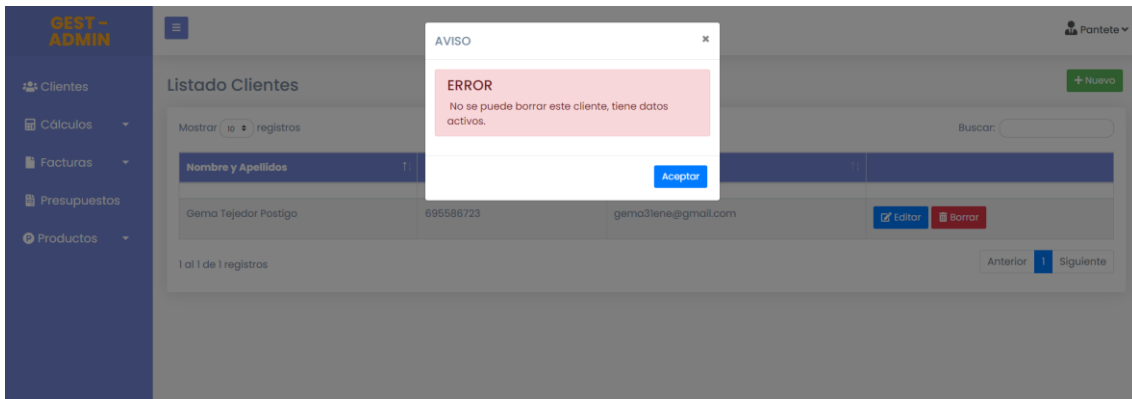 GEST -
ADMIN
Pantete
Clientes
Cálculos
Facturas
Presupuestos
Productos
Listado Clientes
+ Nuevo
Mostrar 10 registros
Buscar:
Nombre y Apellidos
Gema Tejedor Postigo
695586723
gema3lene@gmail.com
Editar
Borrar
1 al 1 de 1 registros
Anterior 1 Siguiente
AVISO
×
ERROR
No se puede borrar este cliente, tiene datos
activos.
Aceptar